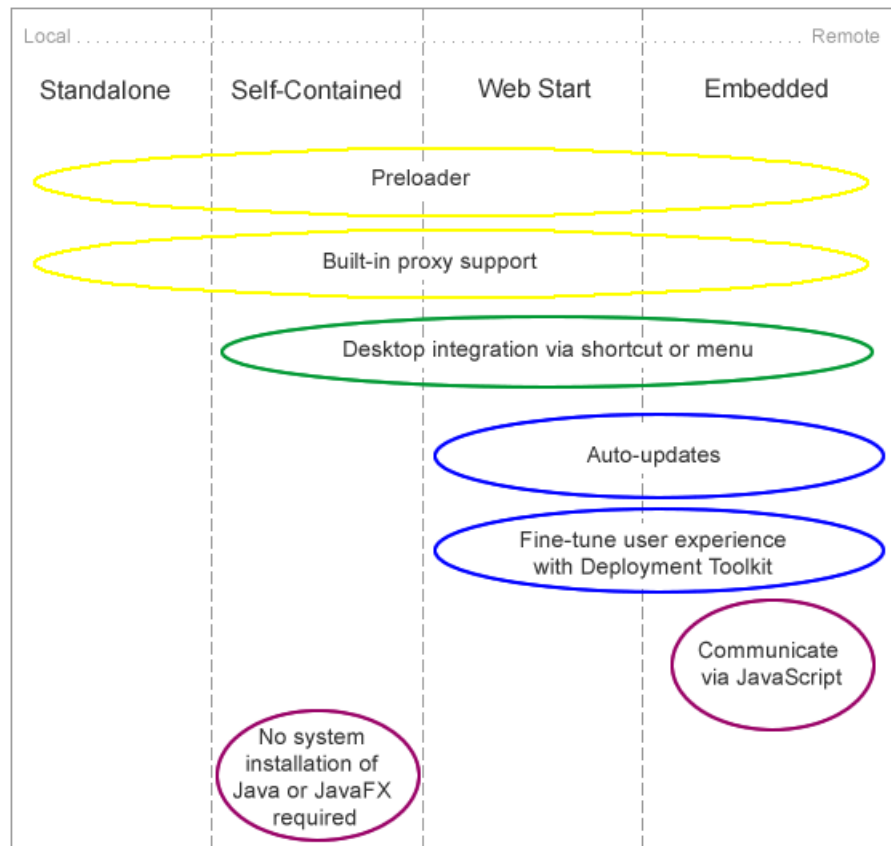 Local Remote
Standalone Self-Contained Web Start Embedded
Preloader
Built-in proxy support
Desktop integration via shortcut or menu
Auto-updates
Fine-tune user experience
with Deployment Toolkit
Communicate
via JavaScript
No system
installation of
Java or JavaFX
required